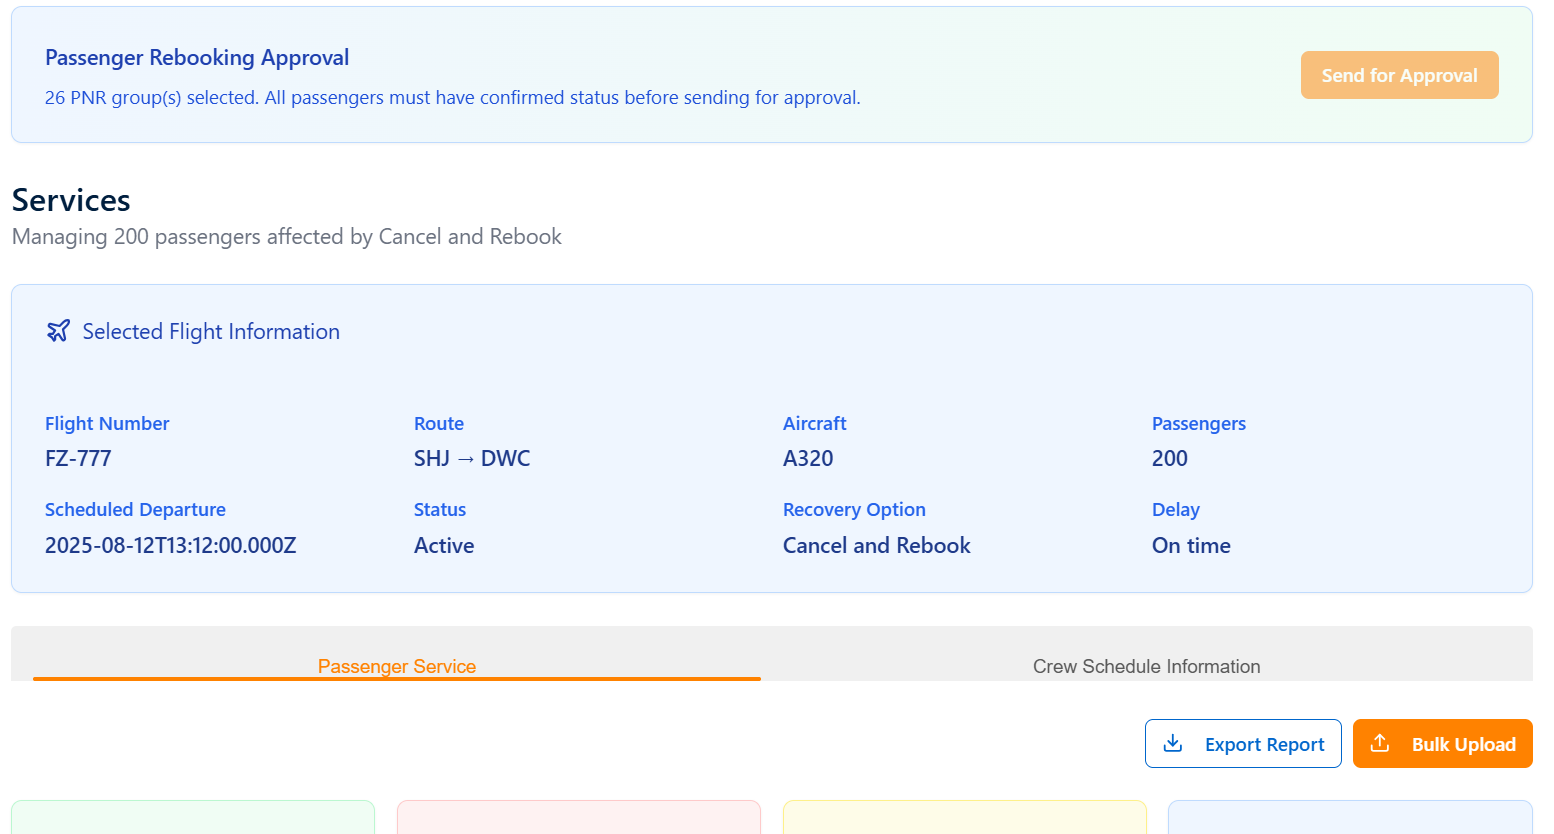 Passenger Rebooking Approval
26 PNR group(s) selected. All passengers must have confirmed status before sending for approval.
Send for Approval
Services
Managing 200 passengers affected by Cancel and Rebook
Selected Flight Information
Flight Number
FZ-777
Route
SHJ → DWC
Aircraft
A320
Passengers
200
Scheduled Departure
2025-08-12T13:12:00.000Z
Status
Active
Recovery Option
Cancel and Rebook
Delay
On time
Passenger Service
Crew Schedule Information
Export Report
Bulk Upload